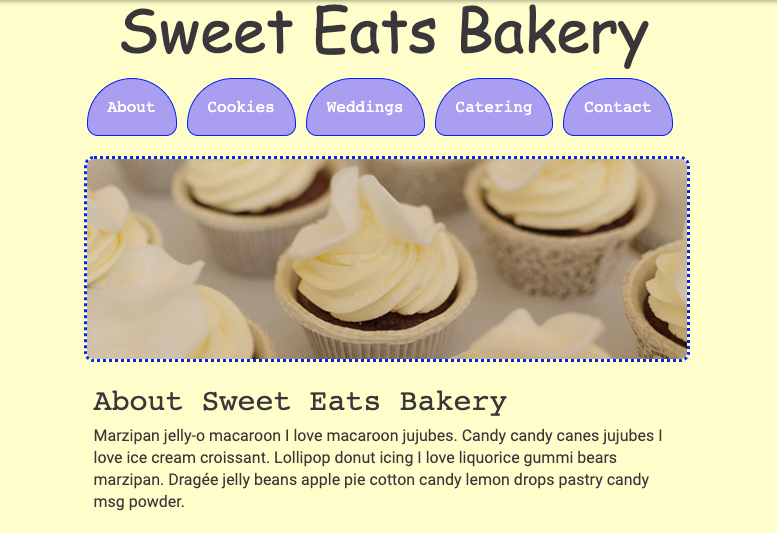 Sweet Eats Bakery
About Cookies Weddings Catering Contact
About Sweet Eats Bakery
Marzipan jelly-o macaroon I love macaroon jujubes. Candy candy canes jujubes I
love ice cream croissant. Lollipop donut icing I love liquorice gummi bears
marzipan. Dragée jelly beans apple pie cotton candy lemon drops pastry candy
msg powder.